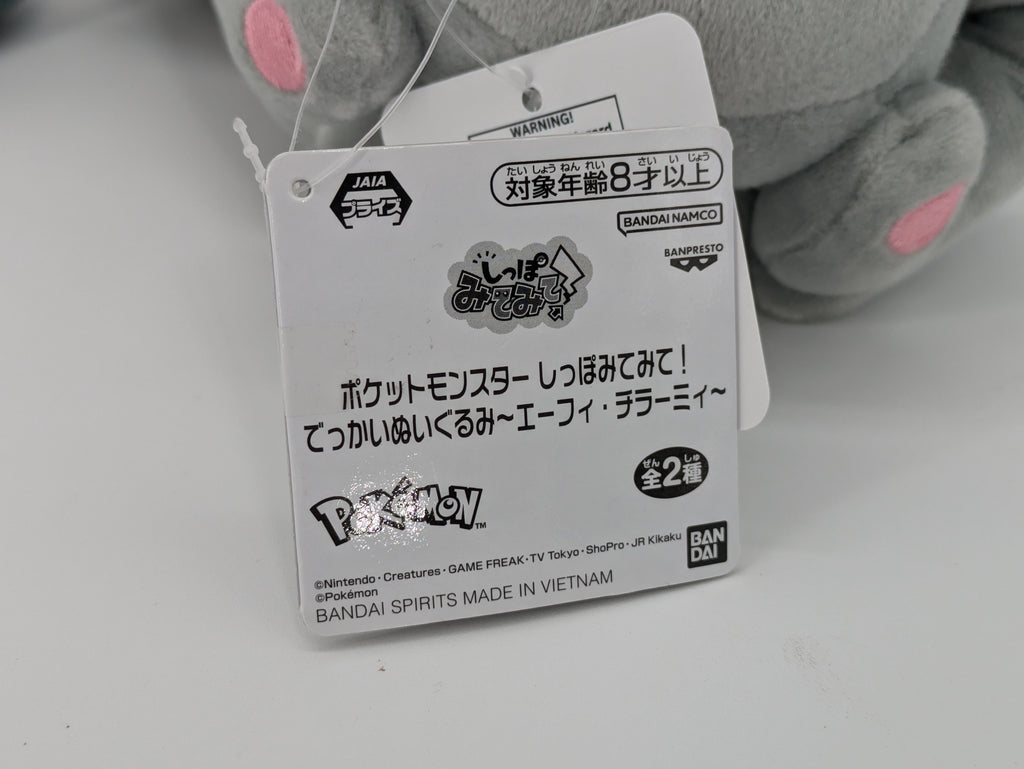 WARNING!
JAIA
プライズ
たいしょうねんれい さい いじょう
対象年齢8才以上
BANDAI NAMCO
BANPRESTO
しっぽ
みてみて!
ポケットモンスター しっぽみてみて!
でっかいぬいぐるみ~エーフィ・チラーミィ~
ぜん しゅ
全2種
POKÉMON™
BAN
DAI
©Nintendo・Creatures・GAME FREAK・TV Tokyo・ShoPro・JR Kikaku
©Pokémon
BANDAI SPIRITS MADE IN VIETNAM